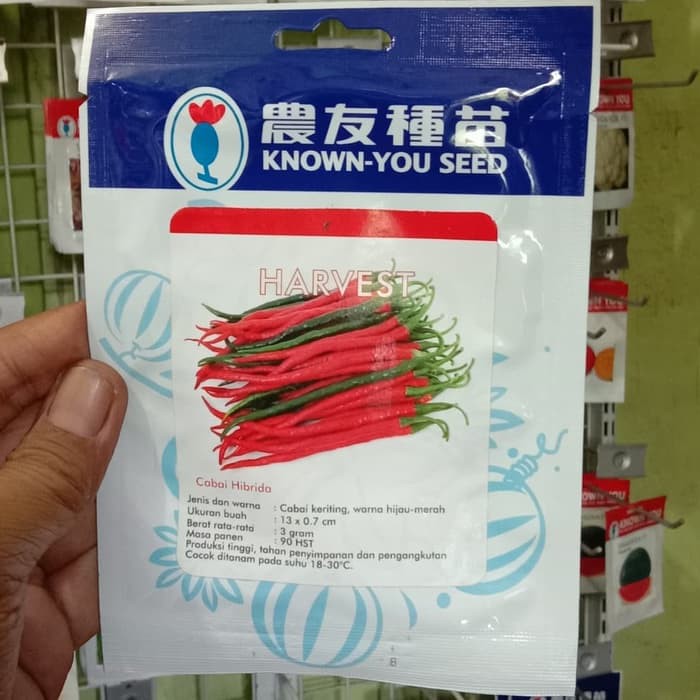 農友種苗
KNOWN-YOU SEED
HARVEST
Cabai Hibrida
Jenis dan warna : Cabai keriting, warna hijau-merah
Ukuran buah : 13 x 0.7 cm
Berat rata-rata : 3 gram
Masa panen : 90 HST
Produksi tinggi, tahan penyimpanan dan pengangkutan
Cocok ditanam pada suhu 18-30°C.
B